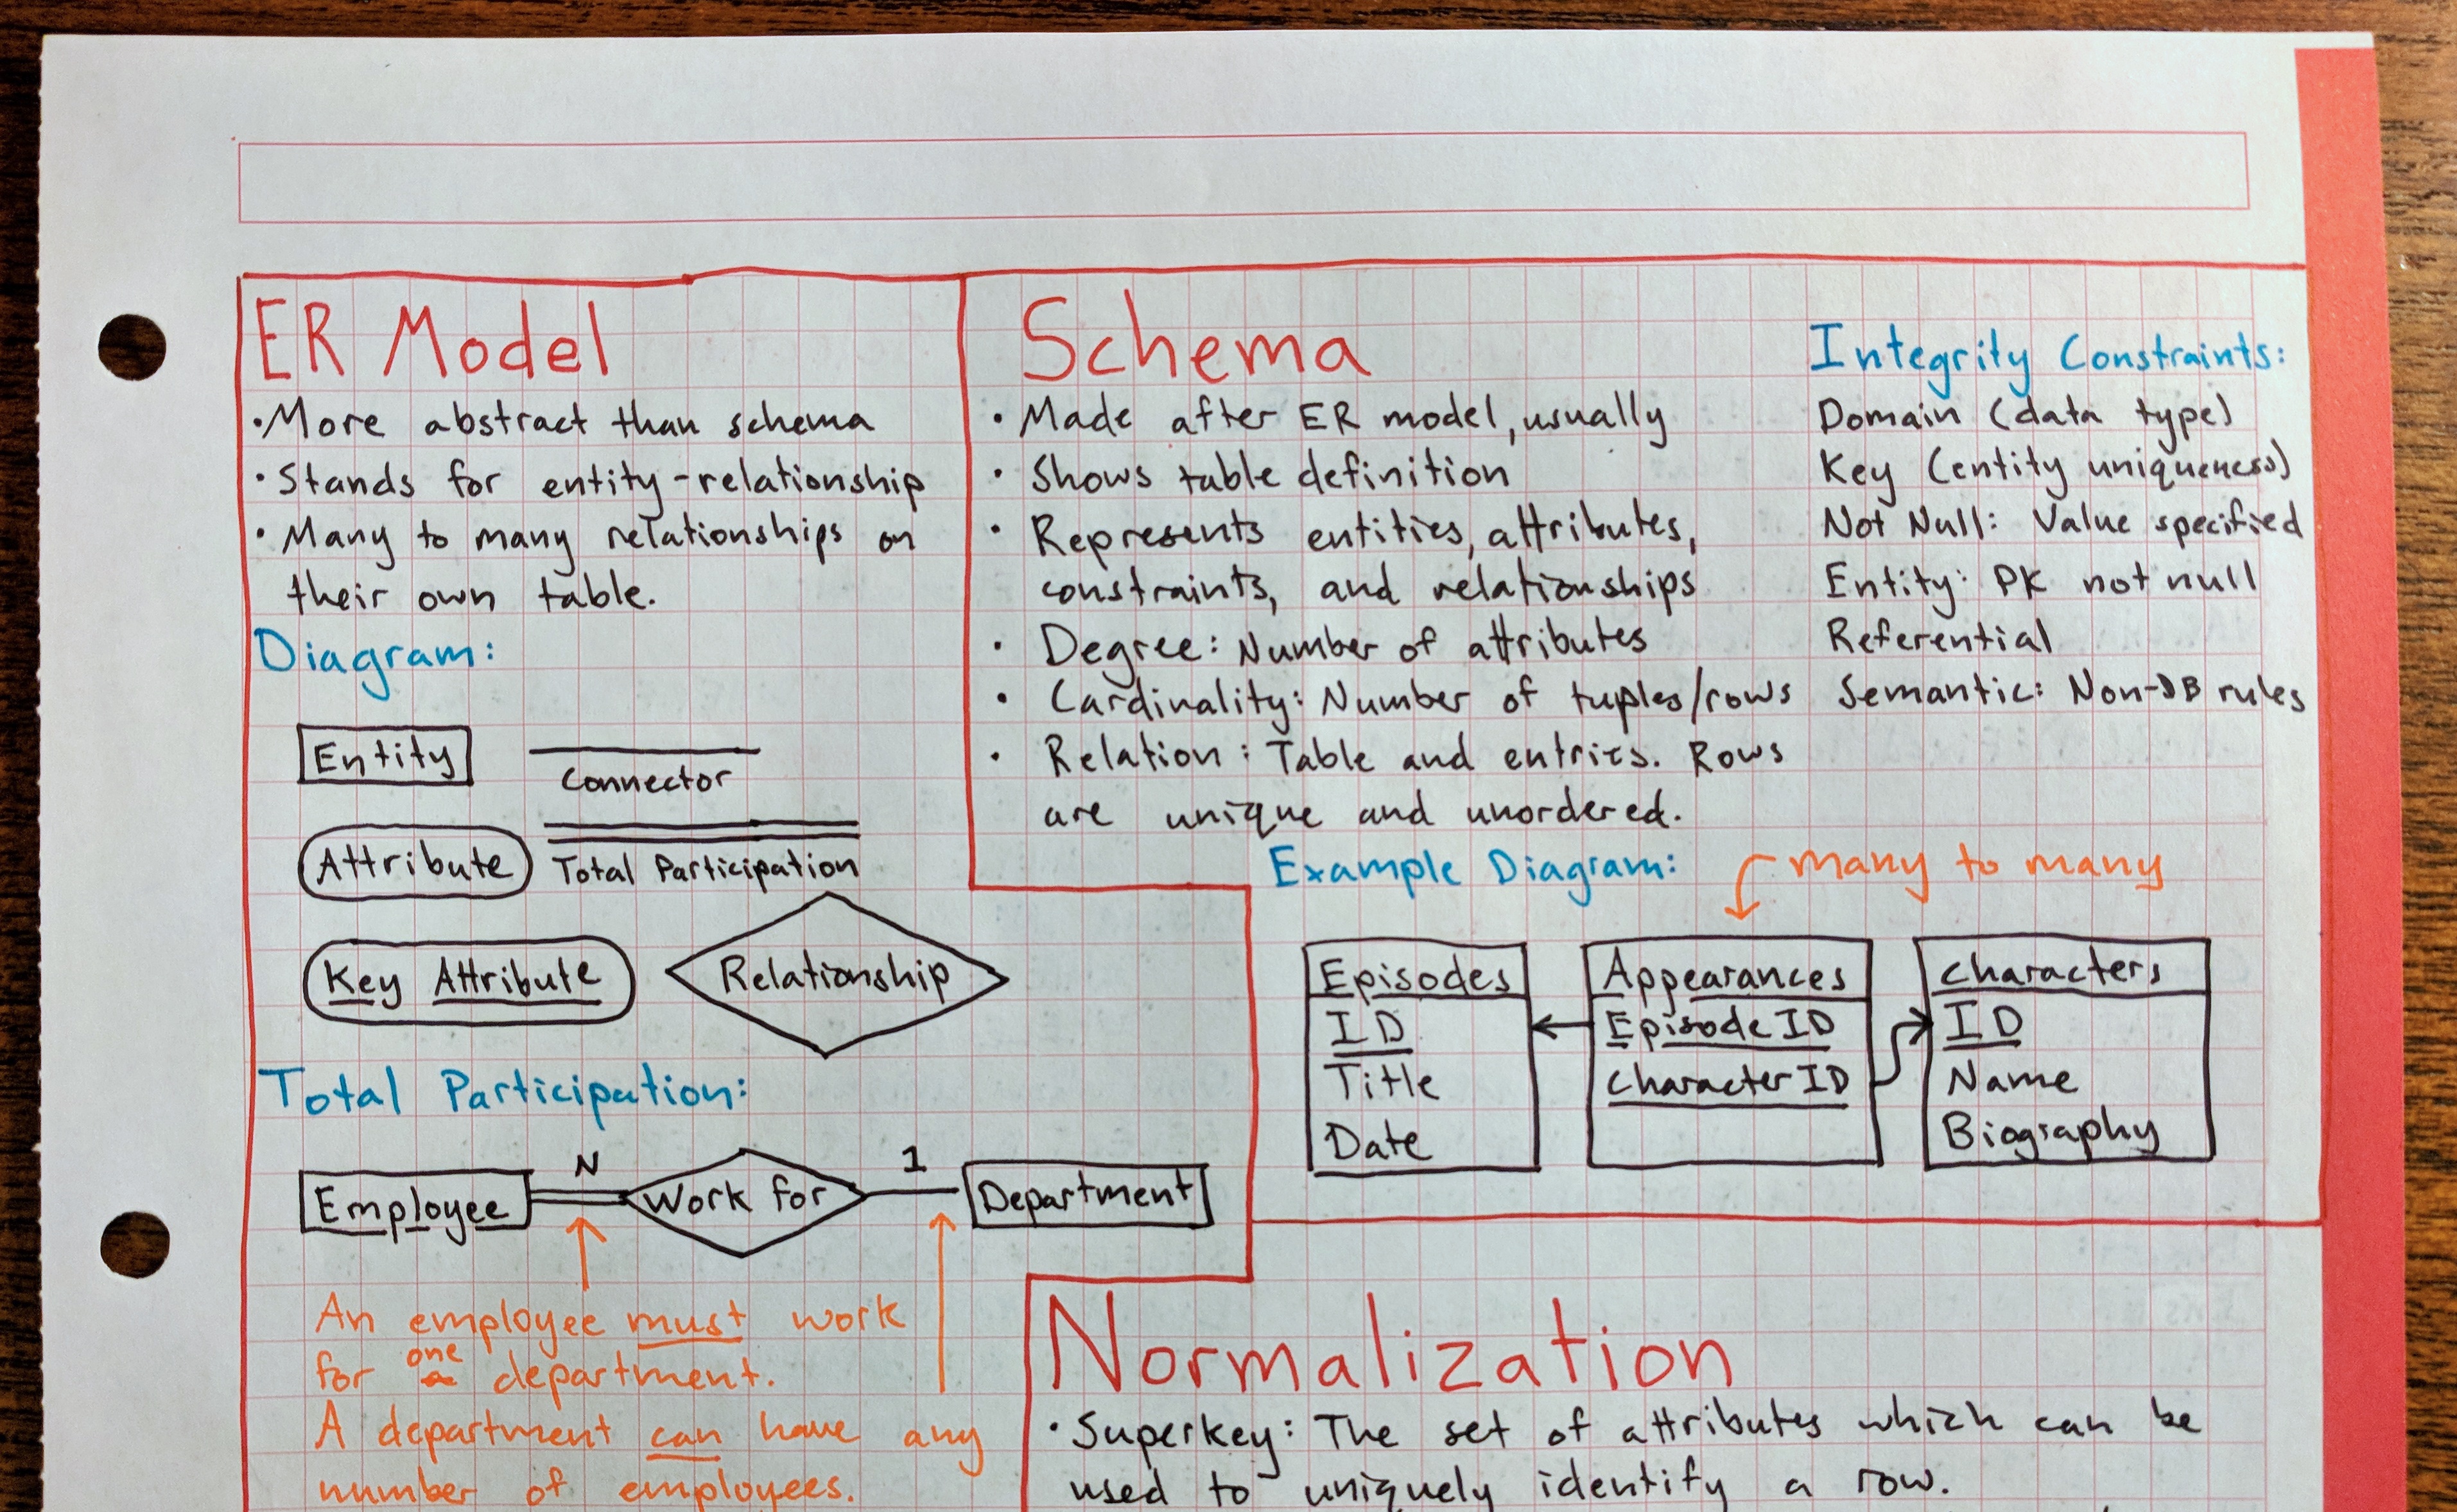 ER Model
•More abstract than schema
•Stands for entity-relationship
•Many to many relationships on
their own table.
Diagram:
Entity
Connector
Attribute
Total Participation
Key Attribute
Relationship
Total Participation:
Employee
N
Work for
1
Department
An employee must work
for one department.
A department can have any
number of employees.
Schema
• Made after ER model, usually
• Shows table definition
• Represents entities, attributes,
constraints, and relationships
• Degree: Number of attributes
• Cardinality: Number of tuples/rows
• Relation: Table and entries. Rows
are unique and unordered.
Integrity Constraints:
Domain (data type)
Key (entity uniqueness)
Not Null: Value specified
Entity: PK not null
Referential
Semantic: Non-DB rules
Example Diagram:
many to many
Episodes
ID
Title
Date
Appearances
Episode ID
Character ID
Characters
ID
Name
Biography
Normalization
•Superkey: The set of attributes which can be
used to uniquely identify a row.